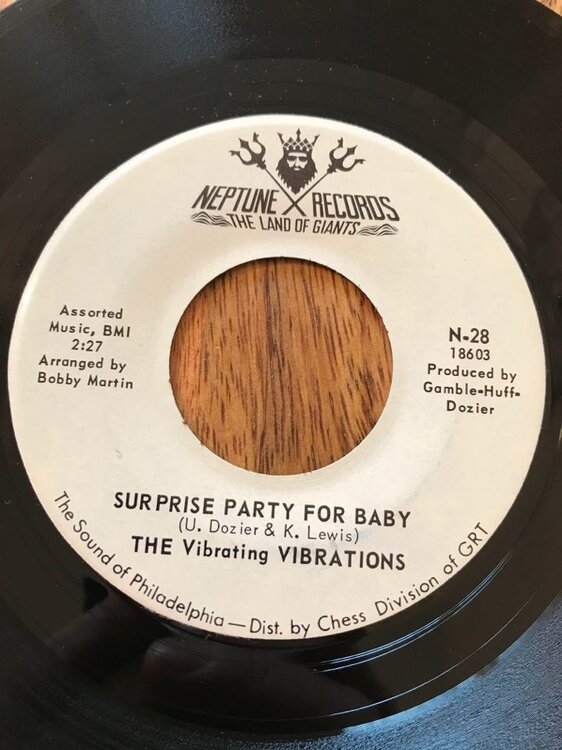 NEPTUNE RECORDS
THE LAND OF GIANTS
Assorted
Music, BMI
2:27
Arranged by
Bobby Martin
N-28
18603
Produced by
Gamble-Huff-
Dozier
SURPRISE PARTY FOR BABY
(U. Dozier & K. Lewis)
THE Vibrating VIBRATIONS
The Sound of Philadelphia — Dist. by Chess Division of GRT